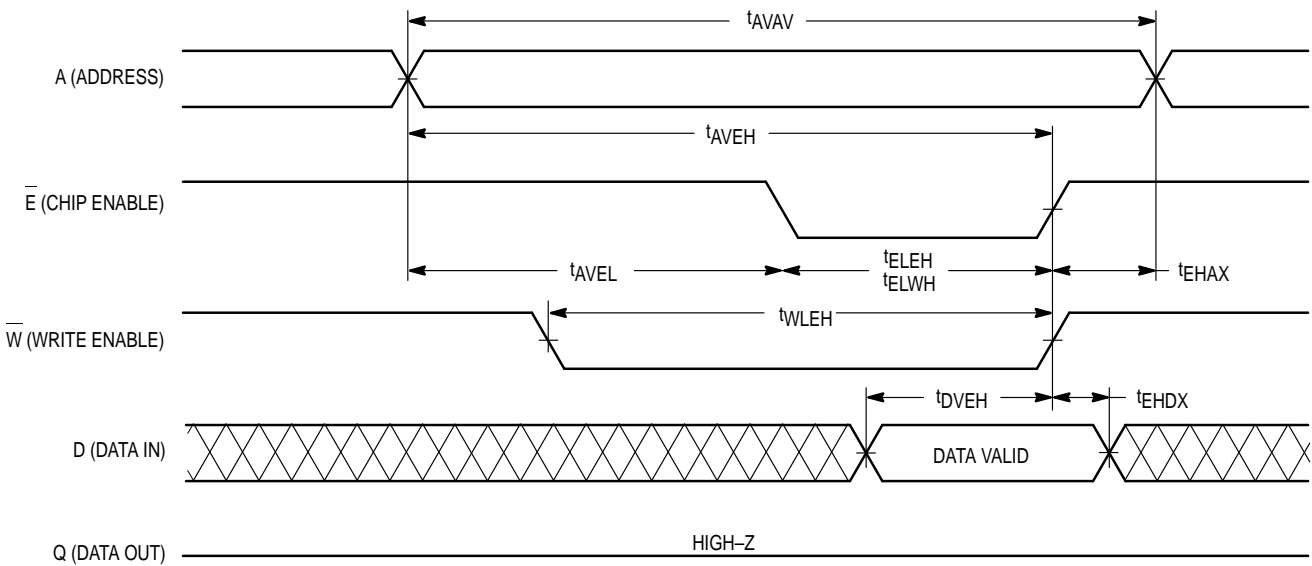 tAVAV
A (ADDRESS)
tAVEH
E (CHIP ENABLE)
tAVEL
tELEH
tELWH
tEHAX
tWLEH
W (WRITE ENABLE)
tDVEH
tEHDX
D (DATA IN)
DATA VALID
HIGH–Z
Q (DATA OUT)